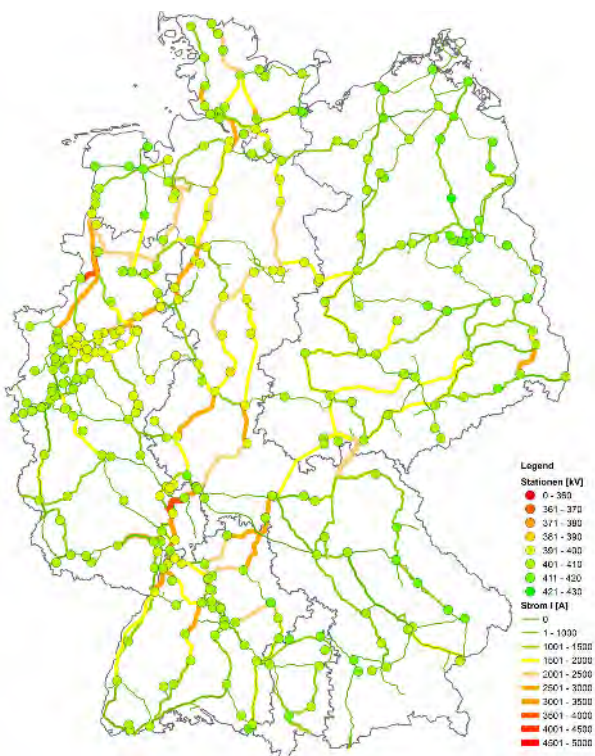 Legend
Stationen [kV]
0 - 360
361 - 370
371 - 380
381 - 390
391 - 400
401 - 410
411 - 420
421 - 430
Strom I [A]
0
1 - 1000
1001 - 1500
1501 - 2000
2001 - 2500
2501 - 3000
3001 - 3500
3501 - 4000
4001 - 4500
4501 - 5000